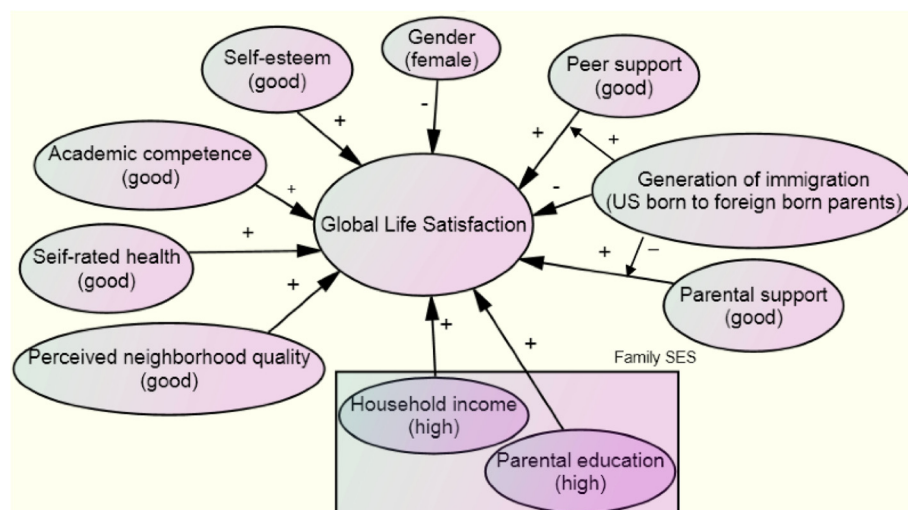 Gender
(female)
Self-esteem
(good)
Peer support
(good)
-
+
+
+
Academic competence
(good)
Generation of immigration
(US born to foreign born parents)
+
-
Global Life Satisfaction
Seif-rated health
(good)
+
+
–
+
Parental support
(good)
Perceived neighborhood quality
(good)
+
+
Family SES
Household income
(high)
Parental education
(high)